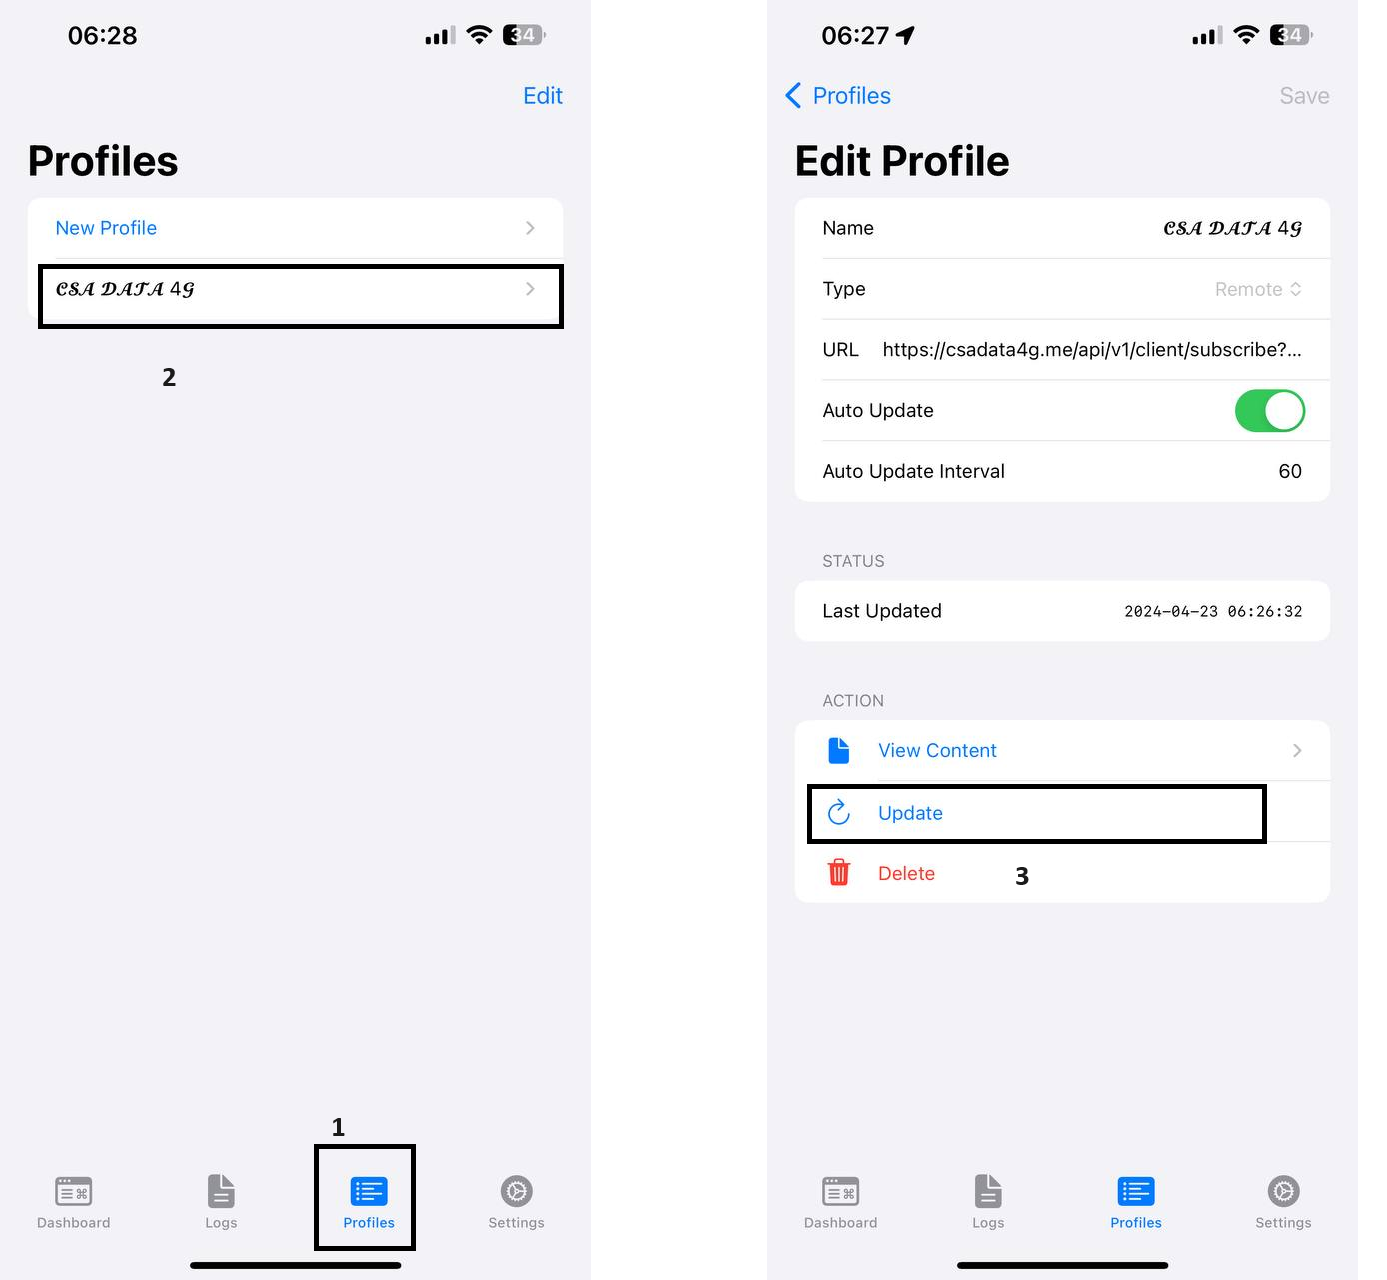 06:28
34
Edit
Profiles
New Profile
𝓒𝓢𝓐 𝓓𝓐𝓣𝓐 4𝓖
2
1
Dashboard
Logs
Profiles
Settings
06:27
34
Profiles
Save
Edit Profile
Name 𝓒𝓢𝓐 𝓓𝓐𝓣𝓐 4𝓖
Type Remote
URL https://csadata4g.me/api/v1/client/subscribe?...
Auto Update
Auto Update Interval 60
STATUS
Last Updated 2024-04-23 06:26:32
ACTION
View Content
Update
Delete
3
Dashboard
Logs
Profiles
Settings